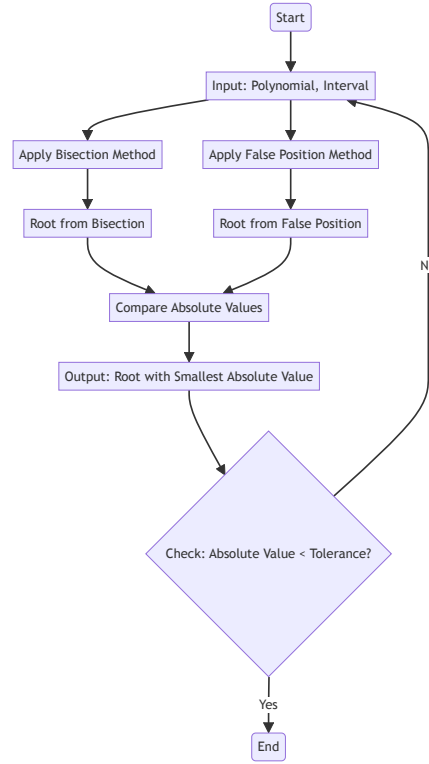 Start
Input: Polynomial, Interval
Apply Bisection Method
Apply False Position Method
Root from Bisection
Root from False Position
Compare Absolute Values
Output: Root with Smallest Absolute Value
N
Check: Absolute Value < Tolerance?
Yes
End